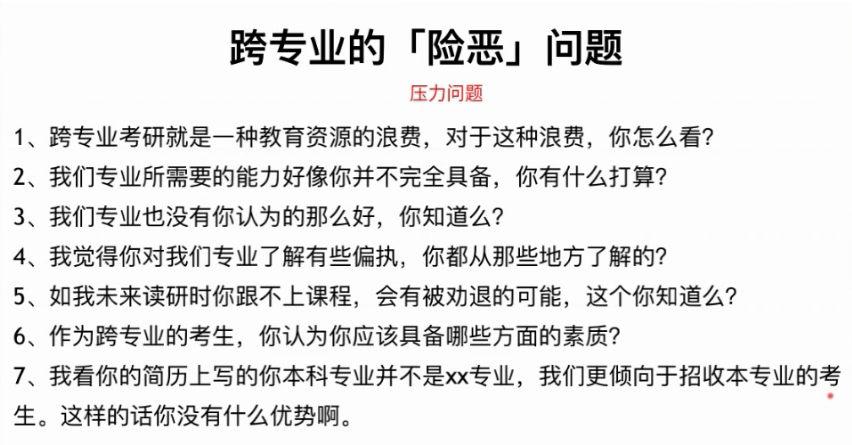 跨专业的「险恶」问题
压力问题
1、跨专业考研就是一种教育资源的浪费，对于这种浪费，你怎么看？
2、我们专业所需要的能力好像你并不完全具备，你有什么打算？
3、我们专业也没有你认为的那么好，你知道么？
4、我觉得你对我们专业了解有些偏执，你都从那些地方了解的？
5、如我未来读研时你跟不上课程，会有被劝退的可能，这个你知道么？
6、作为跨专业的考生，你认为你应该具备哪些方面的素质？
7、我看你的简历上写的你本科专业并不是xx专业，我们更倾向于招收本专业的考
生。这样的话你没有什么优势啊。